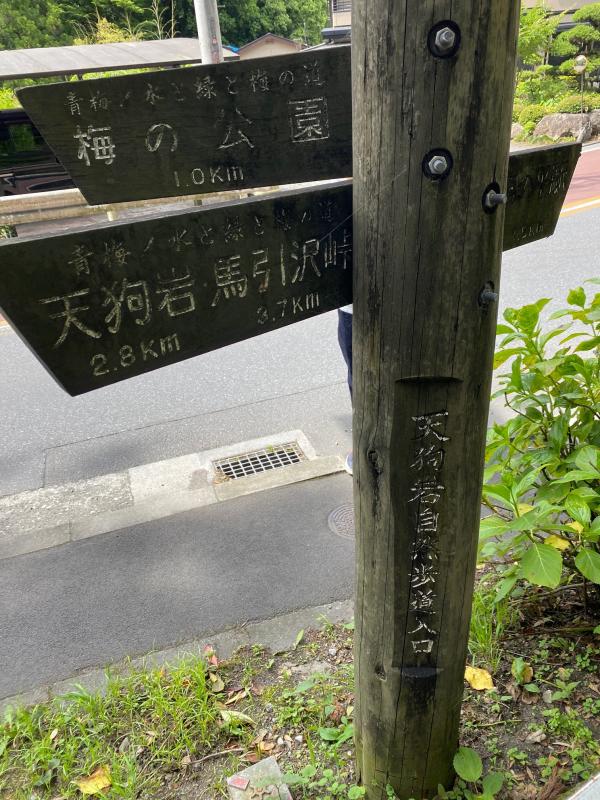 青梅ノ水と緑と梅の道
梅の公園
1.0Km
青梅ノ水と緑と梅の道
天狗岩・馬引沢峠
2.8Km
3.7Km
天狗岩自然歩道入口